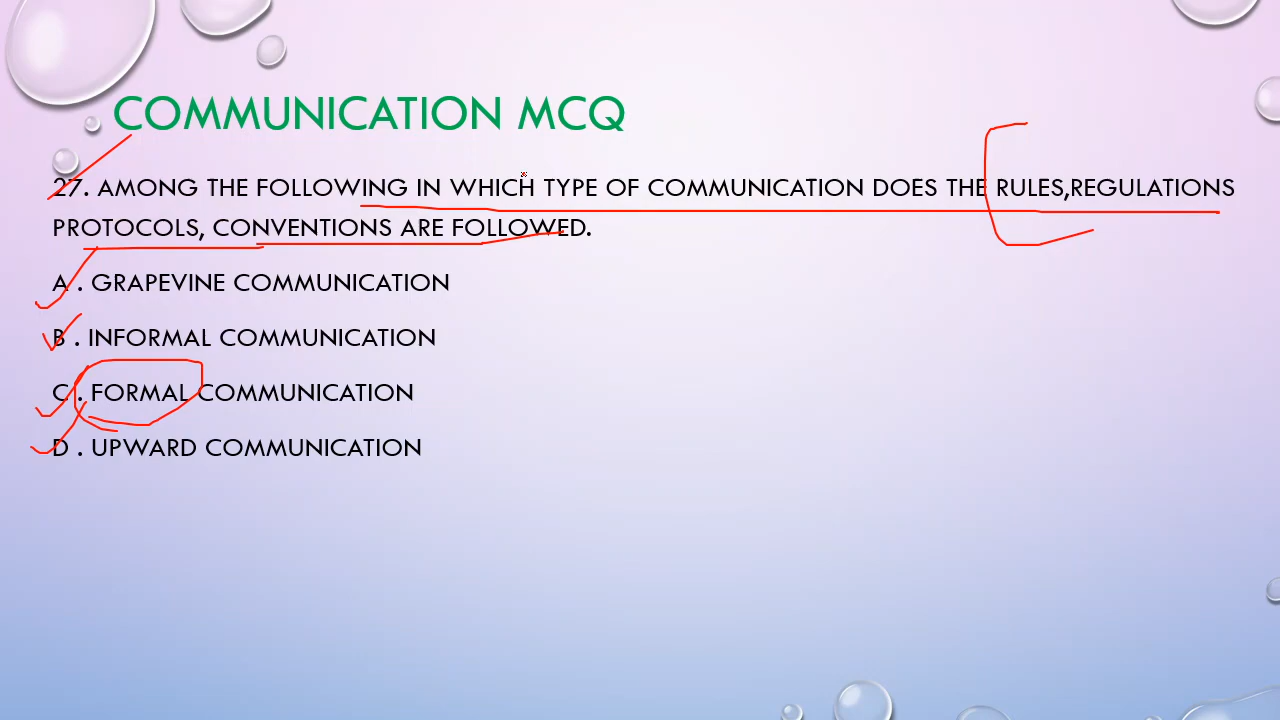 COMMUNICATION MCQ
27. AMONG THE FOLLOWING IN WHICH TYPE OF COMMUNICATION DOES THE RULES,REGULATIONS
PROTOCOLS, CONVENTIONS ARE FOLLOWED.
A . GRAPEVINE COMMUNICATION
B . INFORMAL COMMUNICATION
C . FORMAL COMMUNICATION
D . UPWARD COMMUNICATION